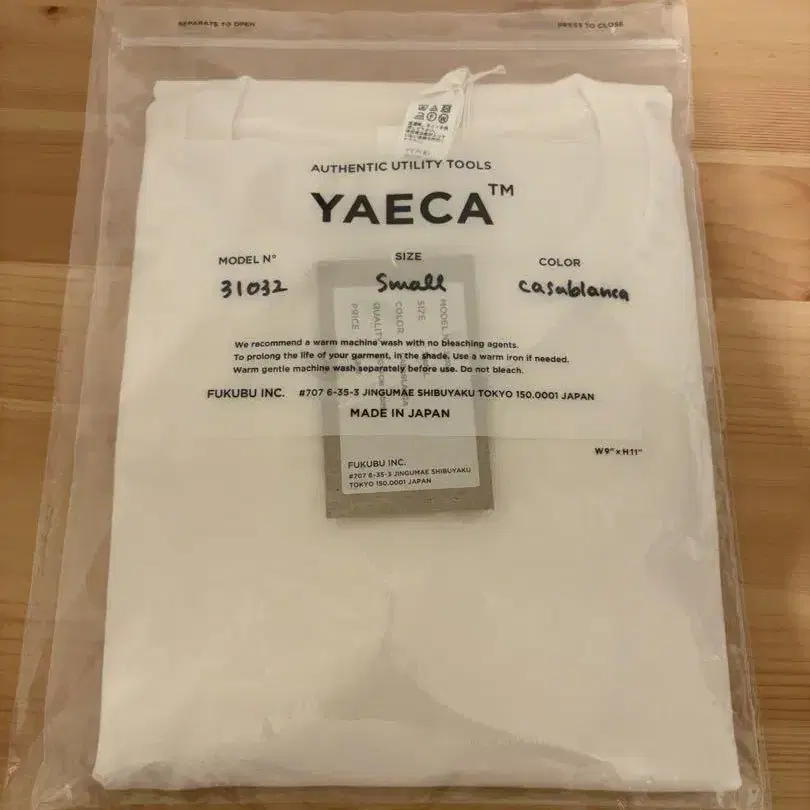 SEPARATE TO OPEN
PRESS TO CLOSE
AUTHENTIC UTILITY TOOLS
YAECA™
MODEL N° SIZE COLOR
31032 Small casablanca
MODEL
SIZE
COLOR
QUALITY
PRICE
We recommend a warm machine wash with no bleaching agents.
To prolong the life of your garment, in the shade. Use a warm iron if needed.
Warm gentle machine wash separately before use. Do not bleach.
FUKUBU INC. #707 6-35-3 JINGUMAE SHIBUYAKU TOKYO 150.0001 JAPAN
MADE IN JAPAN
W9"×H11"
FUKUBU INC.
#707 6-35-3 JINGUMAE SHIBUYAKU
TOKYO 150.0001 JAPAN